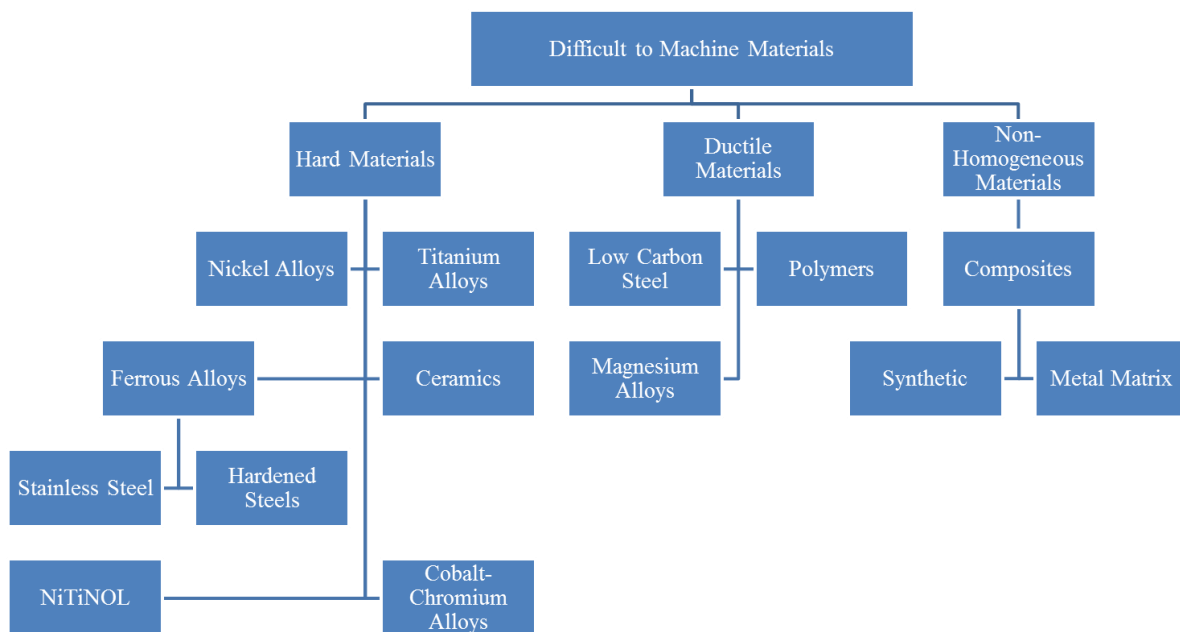 Difficult to Machine Materials
Hard Materials
Ductile
Materials
Non-
Homogeneous
Materials
Nickel Alloys
Titanium
Alloys
Low Carbon
Steel
Polymers
Composites
Ferrous Alloys
Ceramics
Magnesium
Alloys
Synthetic
Metal Matrix
Stainless Steel
Hardened
Steels
NiTiNOL
Cobalt-
Chromium
Alloys